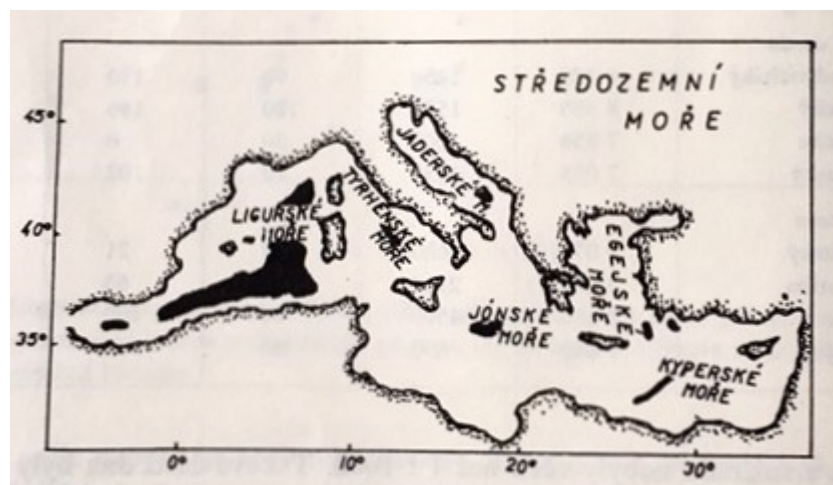 STŘEDOZEMNÍ
MOŘE
45°
JADERSKÉ
TYRHÉNSKÉ
MOŘE
LIGURSKÉ
MOŘE
40°
EGEJSKÉ
MOŘE
JÓNSKÉ
MOŘE
35°
KYPERSKÉ
MOŘE
0°
10°
20°
30°